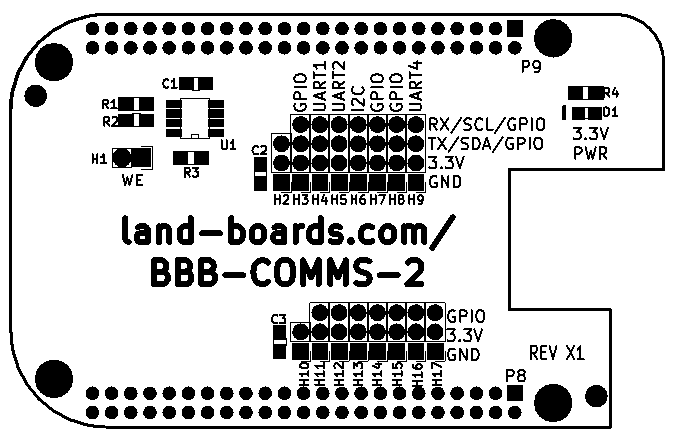 P9
C1
R1
R2
U1
H1
WE
R3
GPIO
UART1
UART2
I2C
GPIO
GPIO
UART4
R4
D1
3.3V
PWR
RX/SCL/GPIO
TX/SDA/GPIO
3.3V
GND
C2
H2 H3 H4 H5 H6 H7 H8 H9
land-boards.com/
BBB-COMMS-2
C3
GPIO
3.3V
GND
H10
H11
H12
H13
H14
H15
H16
H17
REV X1
P8